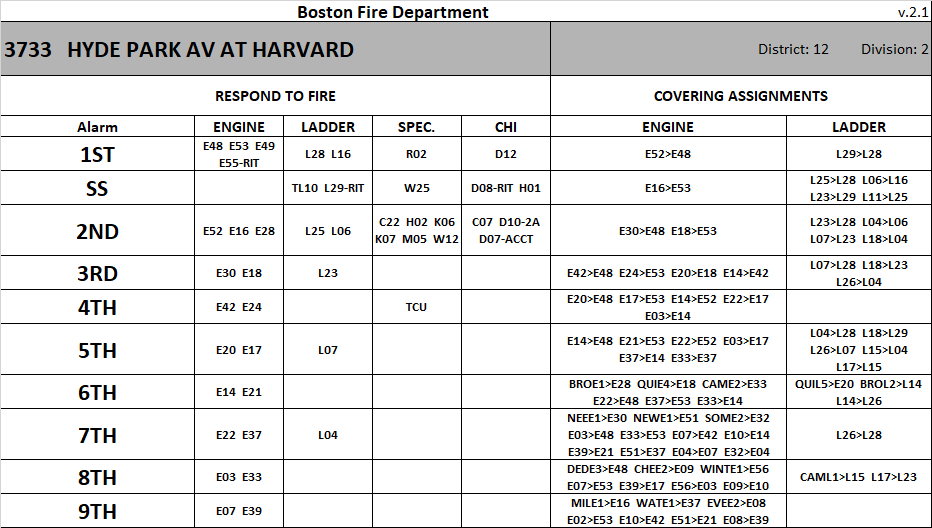 Boston Fire Department v.2.1
3733 HYDE PARK AV AT HARVARD District: 12 Division: 2
RESPOND TO FIRE COVERING ASSIGNMENTS
Alarm ENGINE LADDER SPEC. CHI ENGINE LADDER
1ST
E48 E53 E49
E55-RIT
L28 L16
R02
D12
E52>E48
L29>L28
SS
TL10 L29-RIT
W25
D08-RIT H01
E16>E53
L25>L28 L06>L16
L23>L29 L11>L25
2ND
E52 E16 E28
L25 L06
C22 H02 K06
K07 M05 W12
C07 D10-2A
D07-ACCT
E30>E48 E18>E53
L23>L28 L04>L06
L07>L23 L18>L04
3RD
E30 E18
L23
E42>E48 E24>E53 E20>E18 E14>E42
L07>L28 L18>L23
L26>L04
4TH
E42 E24
TCU
E20>E48 E17>E53 E14>E52 E22>E17
E03>E14
5TH
E20 E17
L07
E14>E48 E21>E53 E22>E52 E03>E17
E37>E14 E33>E37
L04>L28 L18>L29
L26>L07 L15>L04
L17>L15
6TH
E14 E21
BROE1>E28 QUIE4>E18 CAME2>E33
E22>E48 E37>E53 E33>E14
QUIL5>E20 BROL2>L14
L14>L26
7TH
E22 E37
L04
NEEE1>E30 NEWE1>E51 SOME2>E32
E03>E48 E33>E53 E07>E42 E10>E14
E39>E21 E51>E37 E04>E07 E32>E04
L26>L28
8TH
E03 E33
DEDE3>E48 CHEE2>E09 WINTE1>E56
E07>E53 E39>E17 E56>E03 E09>E10
CAML1>L15 L17>L23
9TH
E07 E39
MILE1>E16 WATE1>E37 EVEE2>E08
E02>E53 E10>E42 E51>E21 E08>E39